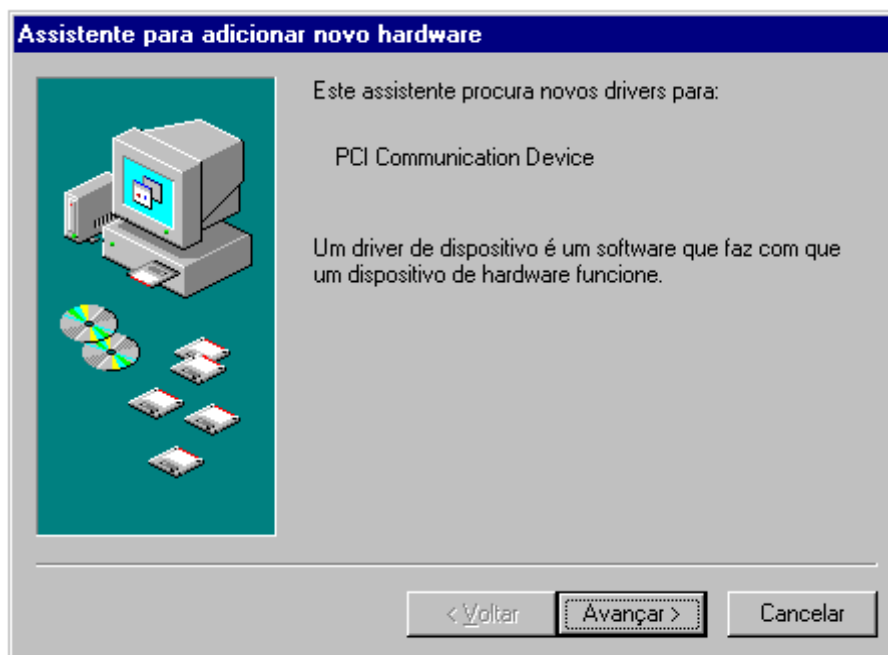 Assistente para adicionar novo hardware
Este assistente procura novos drivers para:
PCI Communication Device
Um driver de dispositivo é um software que faz com que
um dispositivo de hardware funcione.
< Voltar
Avançar >
Cancelar